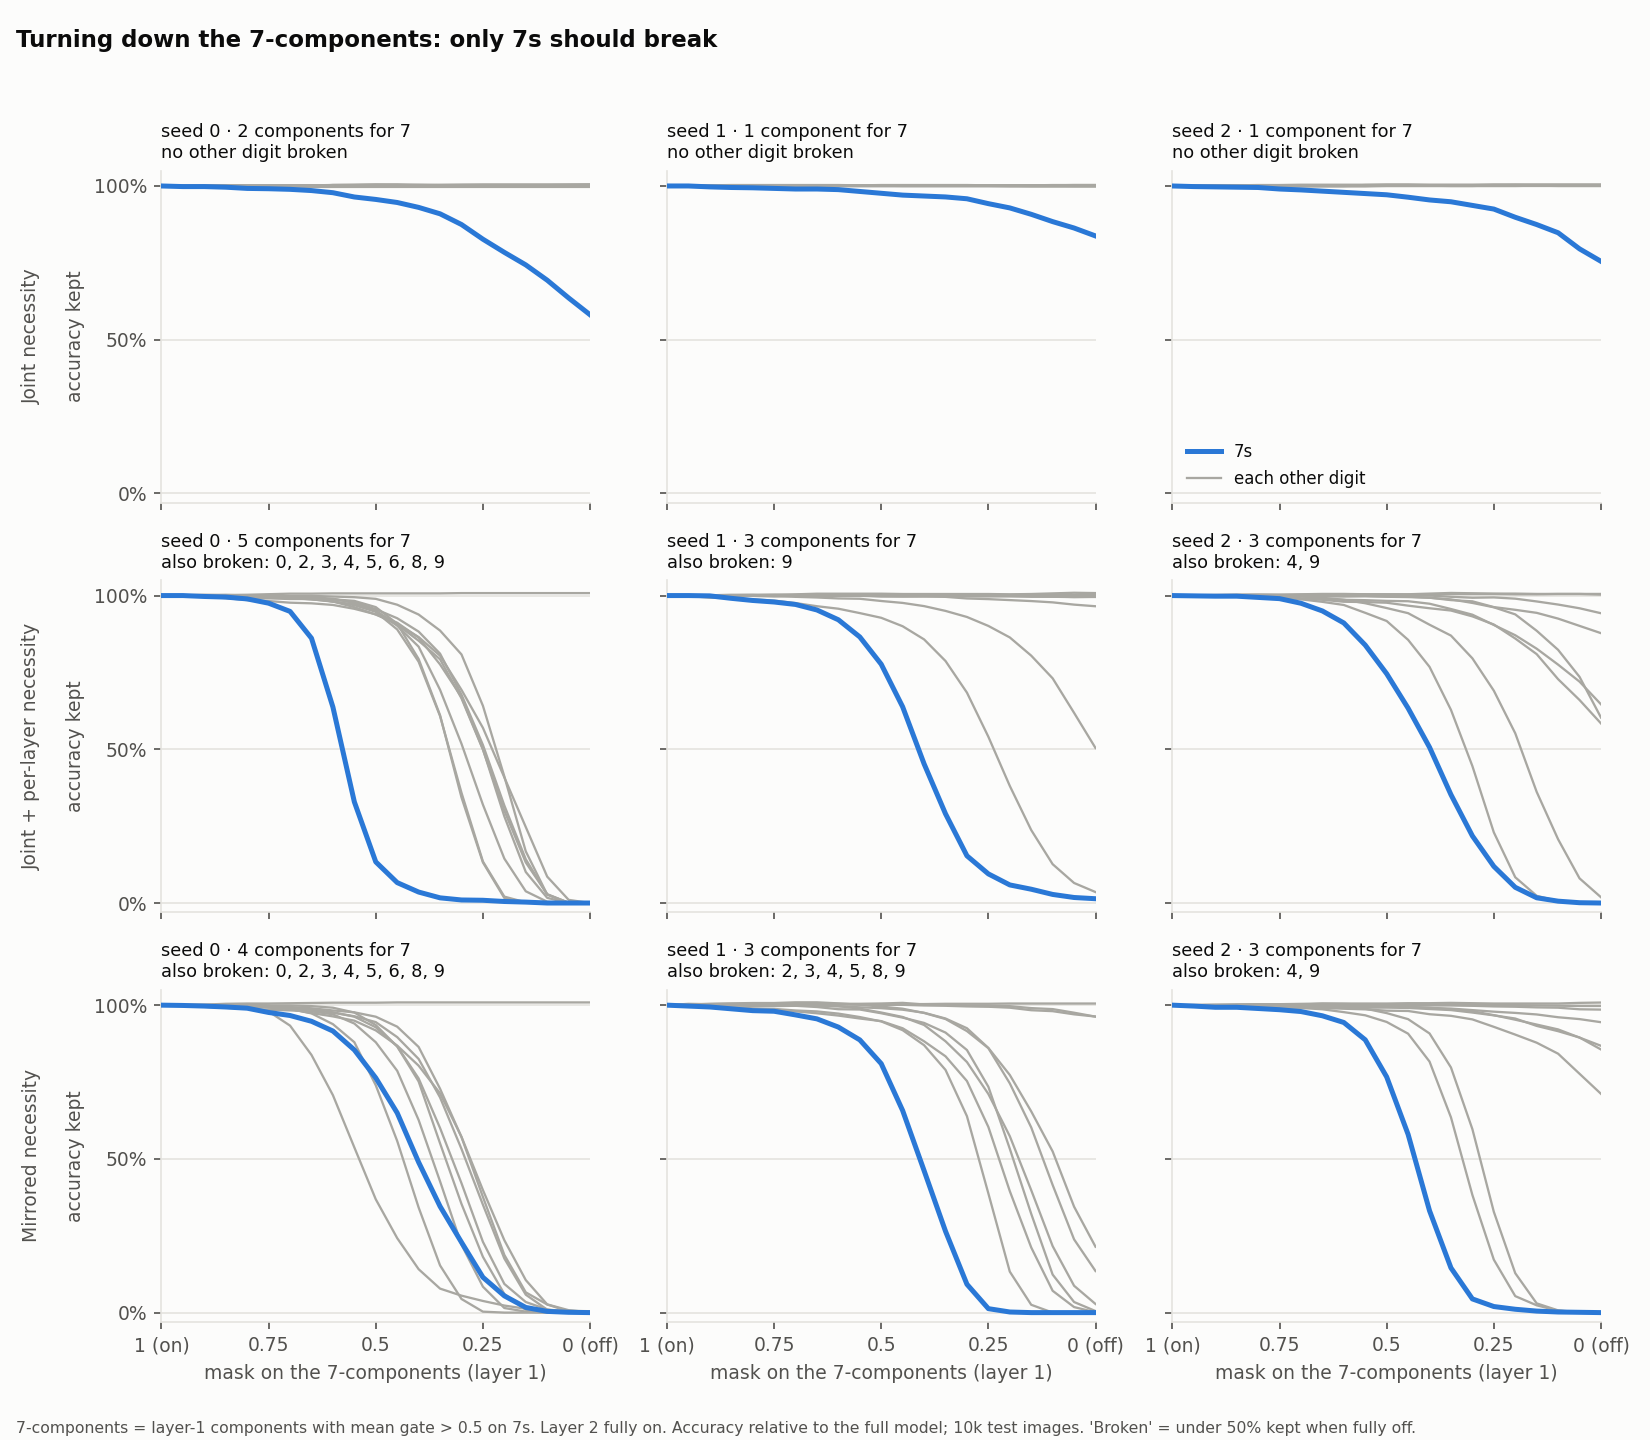 Turning down the 7-components: only 7s should break
seed 0 · 2 components for 7
no other digit broken
seed 1 · 1 component for 7
no other digit broken
seed 2 · 1 component for 7
no other digit broken
Joint necessity
accuracy kept
100%
50%
0%
7s
each other digit
seed 0 · 5 components for 7
also broken: 0, 2, 3, 4, 5, 6, 8, 9
seed 1 · 3 components for 7
also broken: 9
seed 2 · 3 components for 7
also broken: 4, 9
Joint + per-layer necessity
accuracy kept
100%
50%
0%
seed 0 · 4 components for 7
also broken: 0, 2, 3, 4, 5, 6, 8, 9
seed 1 · 3 components for 7
also broken: 2, 3, 4, 5, 8, 9
seed 2 · 3 components for 7
also broken: 4, 9
Mirrored necessity
accuracy kept
100%
50%
0%
1 (on) 0.75 0.5 0.25 0 (off)
1 (on) 0.75 0.5 0.25 0 (off)
1 (on) 0.75 0.5 0.25 0 (off)
mask on the 7-components (layer 1)
mask on the 7-components (layer 1)
mask on the 7-components (layer 1)
7-components = layer-1 components with mean gate > 0.5 on 7s. Layer 2 fully on. Accuracy relative to the full model; 10k test images. 'Broken' = under 50% kept when fully off.